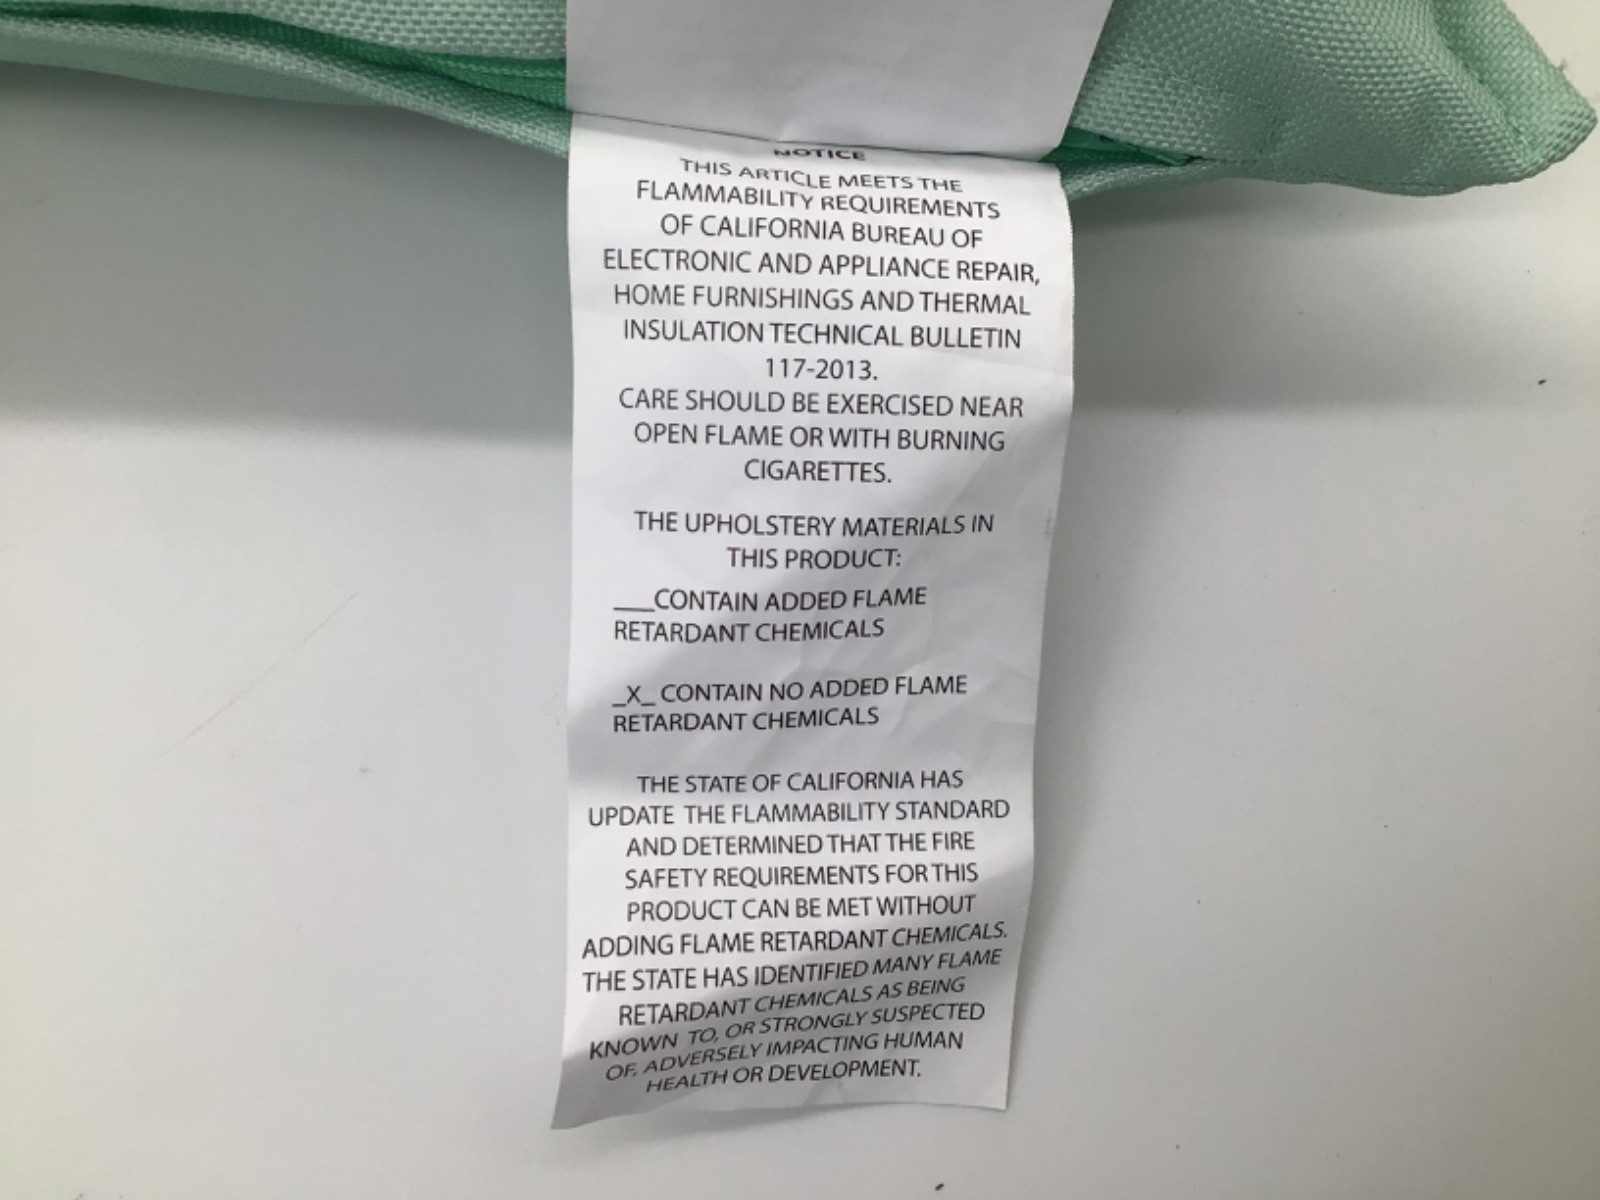 NOTICE
THIS ARTICLE MEETS THE
FLAMMABILITY REQUIREMENTS
OF CALIFORNIA BUREAU OF
ELECTRONIC AND APPLIANCE REPAIR,
HOME FURNISHINGS AND THERMAL
INSULATION TECHNICAL BULLETIN
117-2013.
CARE SHOULD BE EXERCISED NEAR
OPEN FLAME OR WITH BURNING
CIGARETTES.
THE UPHOLSTERY MATERIALS IN
THIS PRODUCT:
___CONTAIN ADDED FLAME
RETARDANT CHEMICALS
_X_ CONTAIN NO ADDED FLAME
RETARDANT CHEMICALS
THE STATE OF CALIFORNIA HAS
UPDATE THE FLAMMABILITY STANDARD
AND DETERMINED THAT THE FIRE
SAFETY REQUIREMENTS FOR THIS
PRODUCT CAN BE MET WITHOUT
ADDING FLAME RETARDANT CHEMICALS.
THE STATE HAS IDENTIFIED MANY FLAME
RETARDANT CHEMICALS AS BEING
KNOWN TO, OR STRONGLY SUSPECTED
OF, ADVERSELY IMPACTING HUMAN
HEALTH OR DEVELOPMENT.